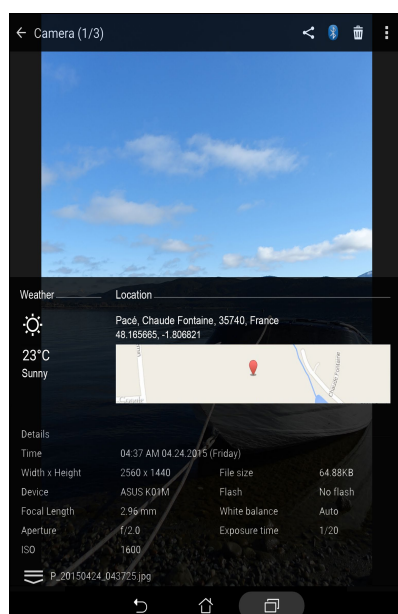 Camera (1/3)
Weather
Location
23°C
Sunny
Pacé, Chaude Fontaine, 35740, France
48.165665, -1.806821
Google
Chaude Fontaine
Details
Time 04:37 AM 04.24.2015 (Friday)
Width x Height 2560 x 1440 File size 64.88KB
Device ASUS K01M Flash No flash
Focal Length 2.96 mm White balance Auto
Aperture f/2.0 Exposure time 1/20
ISO 1600
P_20150424_043725.jpg